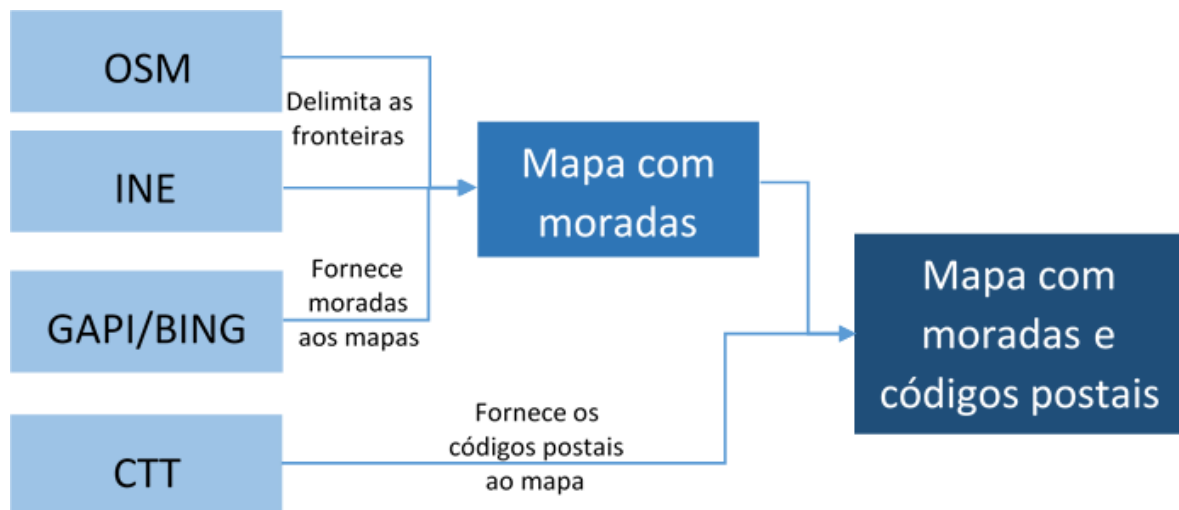 OSM
Delimita as
fronteiras
INE
Fornece
moradas
aos mapas
GAPI/BING
Mapa com
moradas
CTT
Fornece os
códigos postais
ao mapa
Mapa com
moradas e
códigos postais